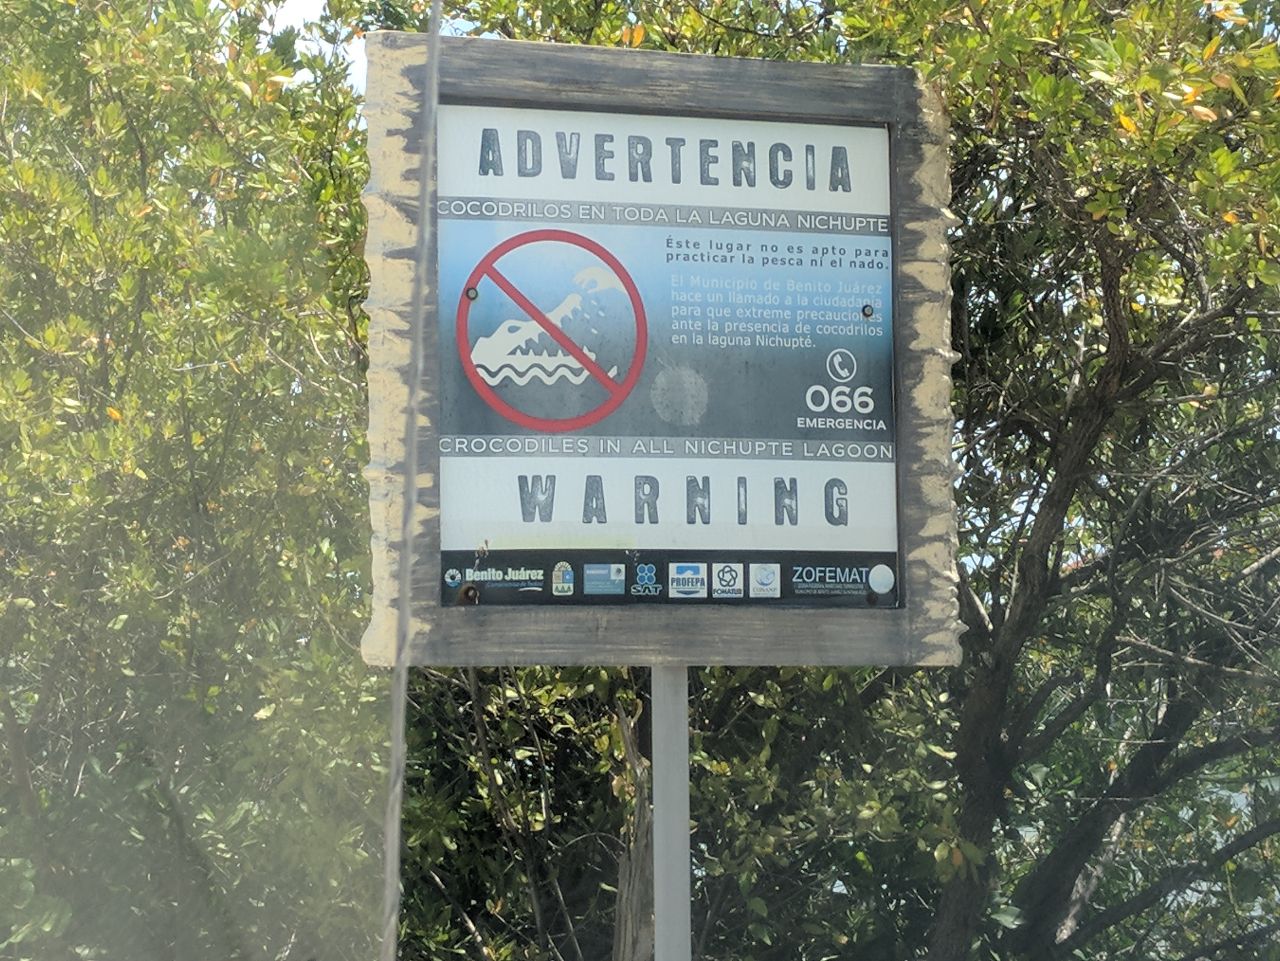 ADVERTENCIA
COCODRILOS EN TODA LA LAGUNA NICHUPTE
Éste lugar no es apto para
practicar la pesca ni el nado.
El Municipio de Benito Juárez
hace un llamado a la ciudadanía
para que extreme precauciones
ante la presencia de cocodrilos
en la laguna Nichupté.
066
EMERGENCIA
CROCODILES IN ALL NICHUPTE LAGOON
WARNING
Benito Juárez
SAT
PROFEPA
FOMATUR
CONANP
ZOFEMAT